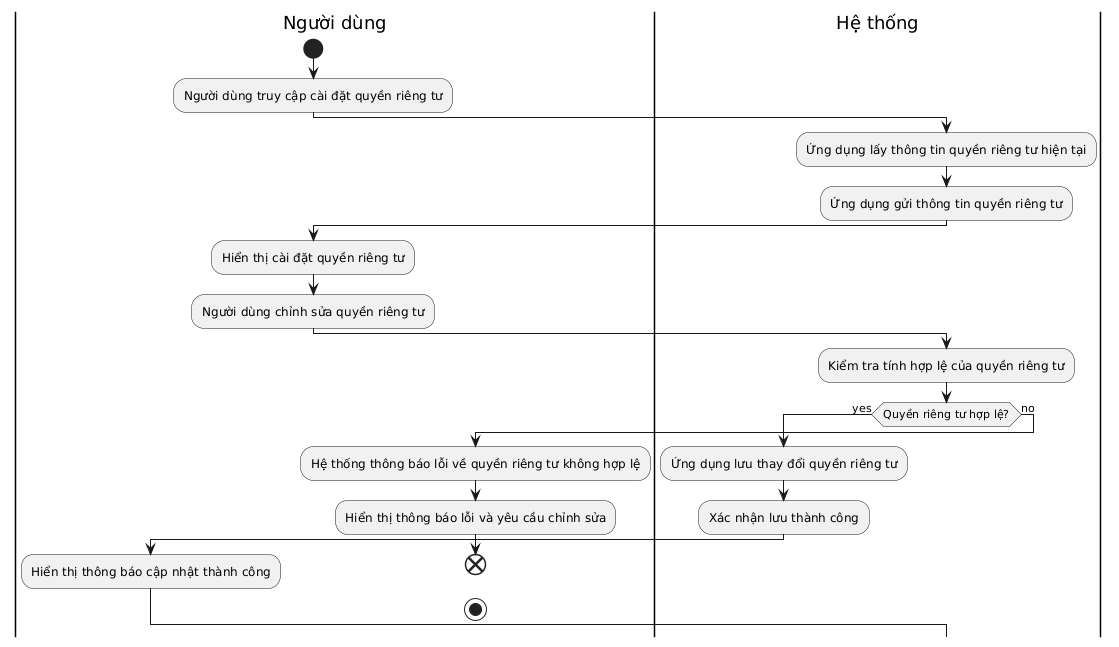 Người dùng
Hệ thống
Người dùng truy cập cài đặt quyền riêng tư
Ứng dụng lấy thông tin quyền riêng tư hiện tại
Ứng dụng gửi thông tin quyền riêng tư
Hiển thị cài đặt quyền riêng tư
Người dùng chỉnh sửa quyền riêng tư
Kiểm tra tính hợp lệ của quyền riêng tư
yes
Quyền riêng tư hợp lệ?
no
Hệ thống thông báo lỗi về quyền riêng tư không hợp lệ
Ứng dụng lưu thay đổi quyền riêng tư
Hiển thị thông báo lỗi và yêu cầu chỉnh sửa
Xác nhận lưu thành công
Hiển thị thông báo cập nhật thành công